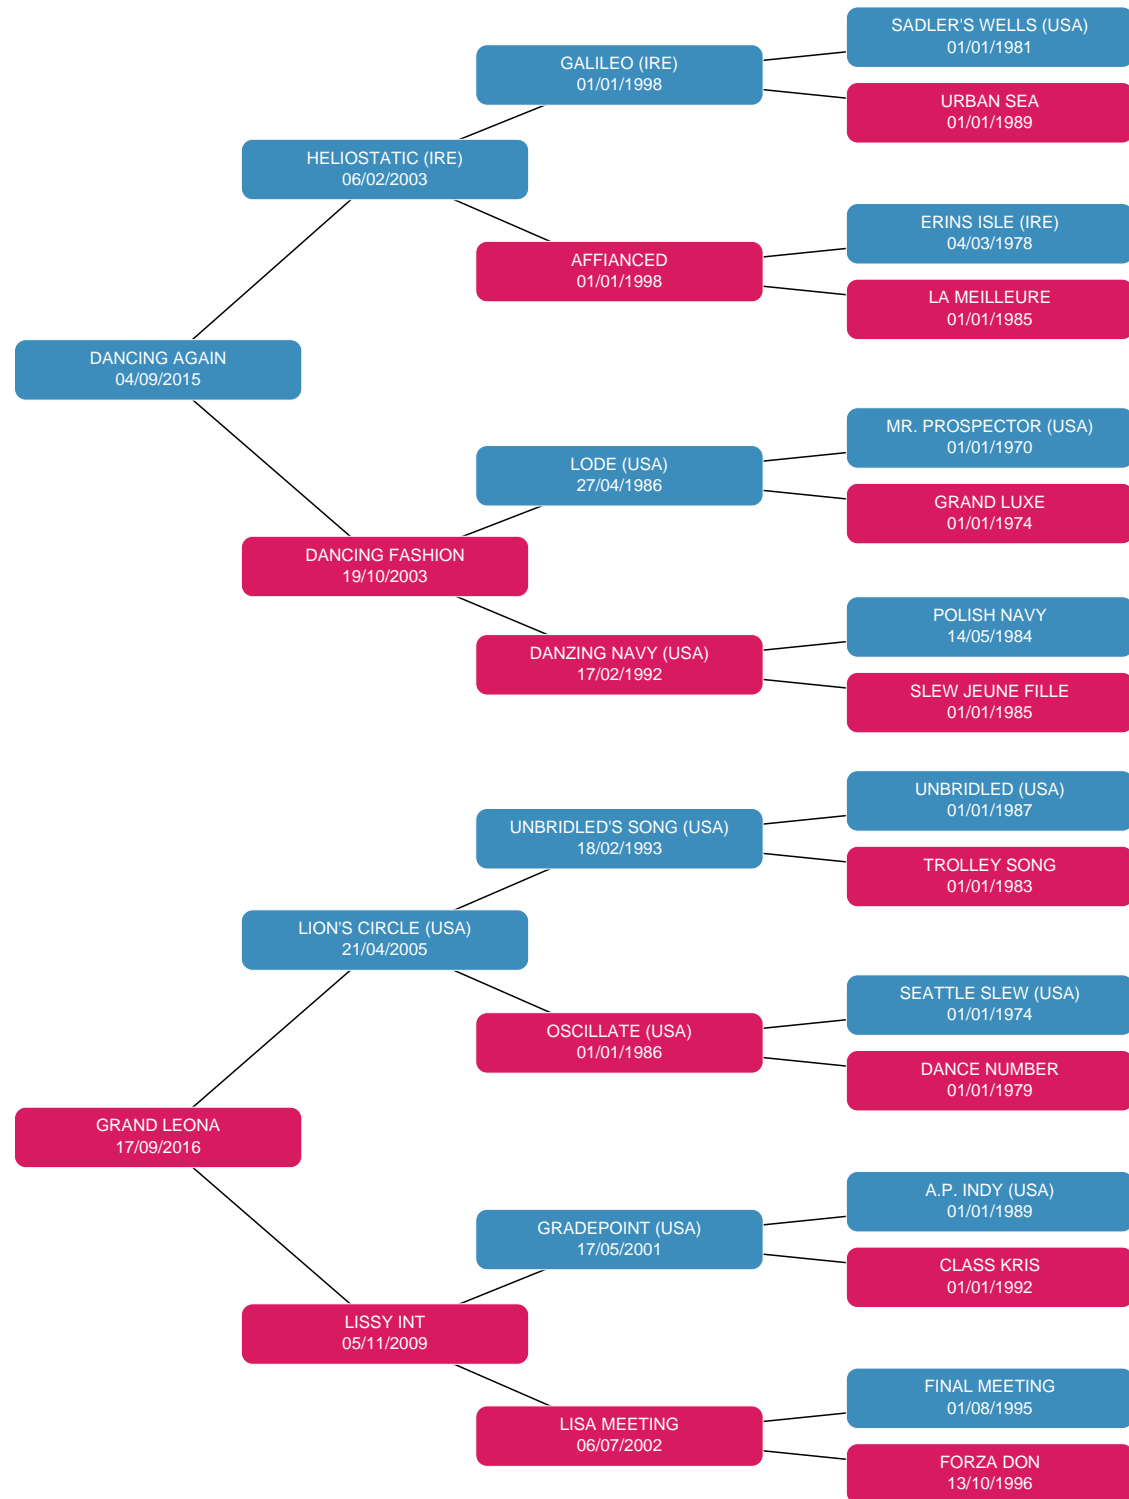 SADLER'S WELLS (USA)
01/01/1981
GALILEO (IRE)
01/01/1998
URBAN SEA
01/01/1989
HELIOSTATIC (IRE)
06/02/2003
ERINS ISLE (IRE)
04/03/1978
AFFIANCED
01/01/1998
LA MEILLEURE
01/01/1985
DANCING AGAIN
04/09/2015
MR. PROSPECTOR (USA)
01/01/1970
LODE (USA)
27/04/1986
GRAND LUXE
01/01/1974
DANCING FASHION
19/10/2003
POLISH NAVY
14/05/1984
DANZING NAVY (USA)
17/02/1992
SLEW JEUNE FILLE
01/01/1985
UNBRIDLED (USA)
01/01/1987
UNBRIDLED'S SONG (USA)
18/02/1993
TROLLEY SONG
01/01/1983
LION'S CIRCLE (USA)
21/04/2005
SEATTLE SLEW (USA)
01/01/1974
OSCILLATE (USA)
01/01/1986
DANCE NUMBER
01/01/1979
GRAND LEONA
17/09/2016
A.P. INDY (USA)
01/01/1989
GRADEPOINT (USA)
17/05/2001
CLASS KRIS
01/01/1992
LISSY INT
05/11/2009
FINAL MEETING
01/08/1995
LISA MEETING
06/07/2002
FORZA DON
13/10/1996